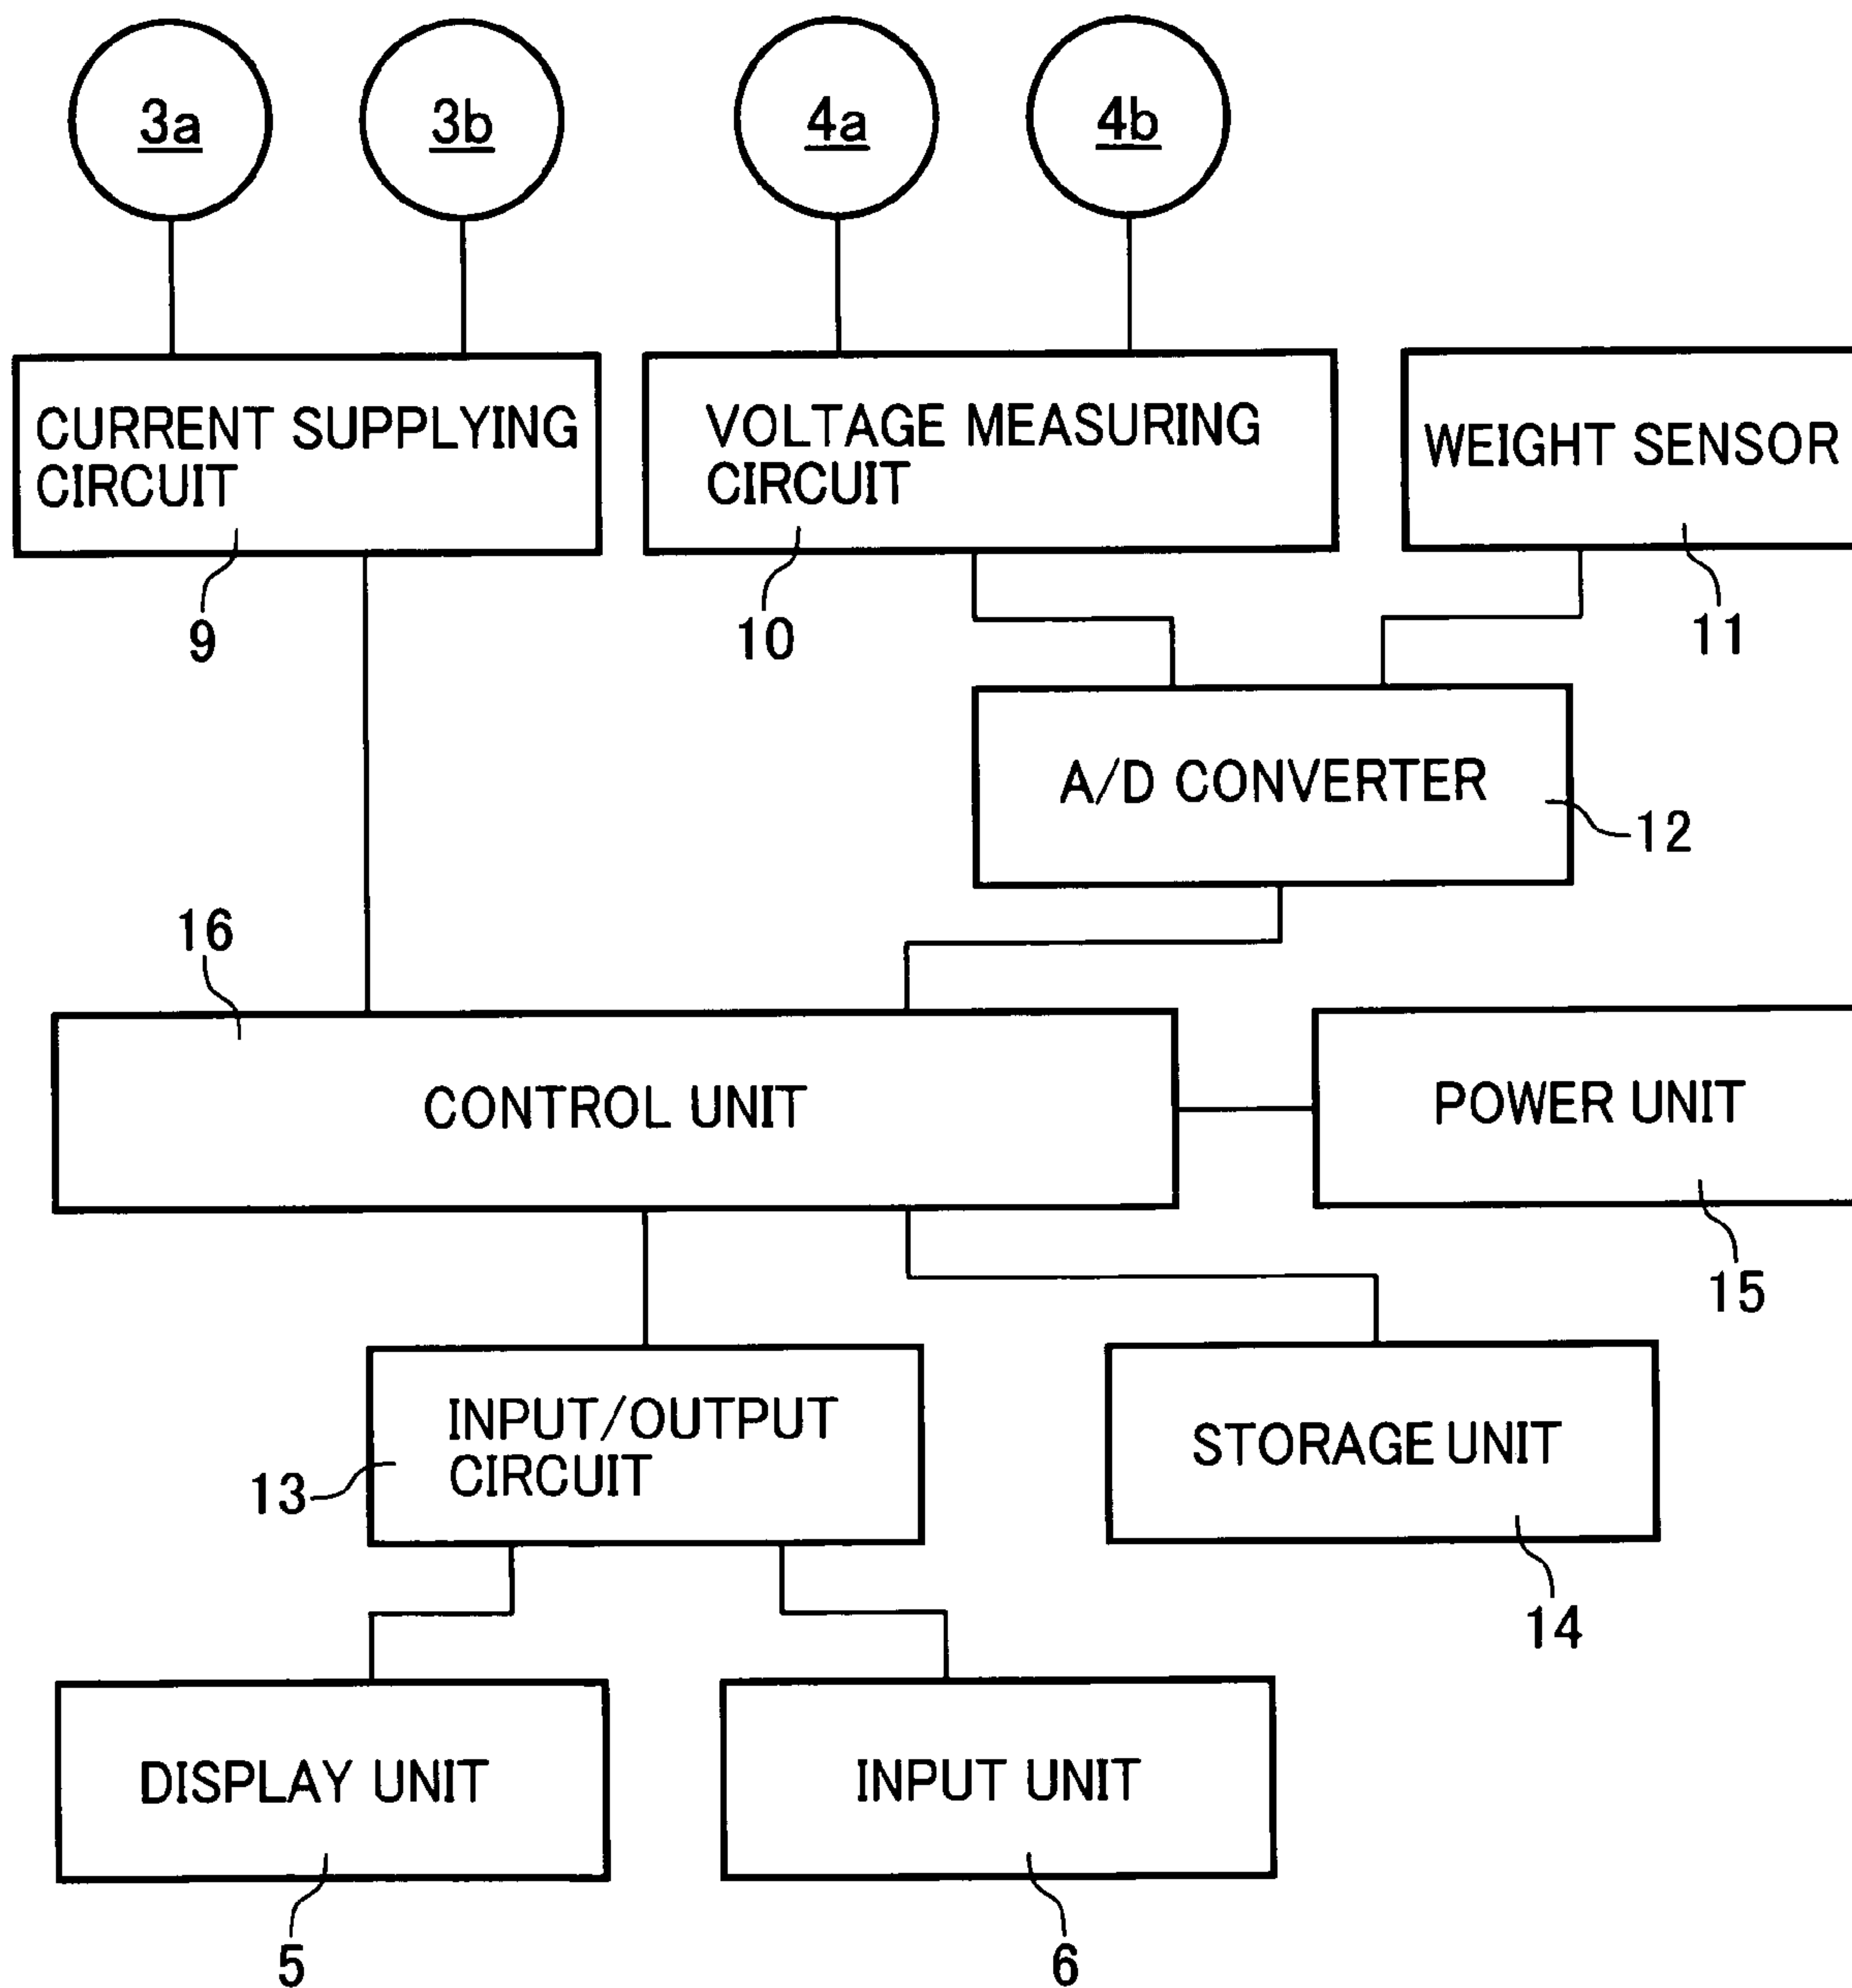 3a
3b
4a
4b
CURRENT SUPPLYING
CIRCUIT
VOLTAGE MEASURING
CIRCUIT
WEIGHT SENSOR
9
10
11
A/D CONVERTER
12
16
CONTROL UNIT
POWER UNIT
15
INPUT/OUTPUT
CIRCUIT
13
STORAGE UNIT
14
DISPLAY UNIT
INPUT UNIT
5
6